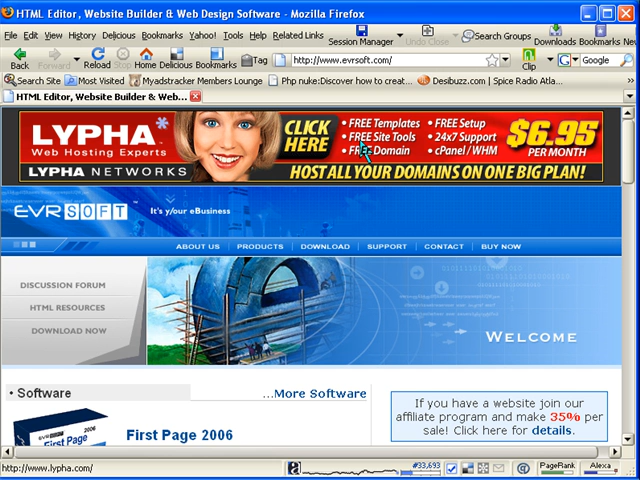 HTML Editor, Website Builder & Web Design Software - Mozilla Firefox
File Edit View History Delicious Bookmarks Yahoo! Tools Help Related Links Session Manager Undo Close Search Groups Downloads Bookmarks New
Back Forward Reload Stop Home Delicious Bookmarks Tag http://www.evrsoft.com/ Clip Google
Search Site Most Visited Myadstracker Members Lounge Php nuke:Discover how to creat... Desibuzz.com | Spice Radio Atla...
HTML Editor, Website Builder & Web...
LYPHA
Web Hosting Experts
LYPHA NETWORKS
CLICK HERE
• FREE Templates • FREE Setup
• FREE Site Tools • 24x7 Support
• FREE Domain • cPanel / WHM
$6.95
PER MONTH
HOST ALL YOUR DOMAINS ON ONE BIG PLAN!
EVRSOFT It's y/our eBusiness
ABOUT US | PRODUCTS | DOWNLOAD | SUPPORT | CONTACT | BUY NOW
DISCUSSION FORUM
HTML RESOURCES
DOWNLOAD NOW
WELCOME
• Software ...More Software
First Page 2006
If you have a website join our
affiliate program and make 35% per
sale! Click here for details.
EVRSOFT
First Page
2006
http://www.lypha.com/ #33,693 PageRank Alexa